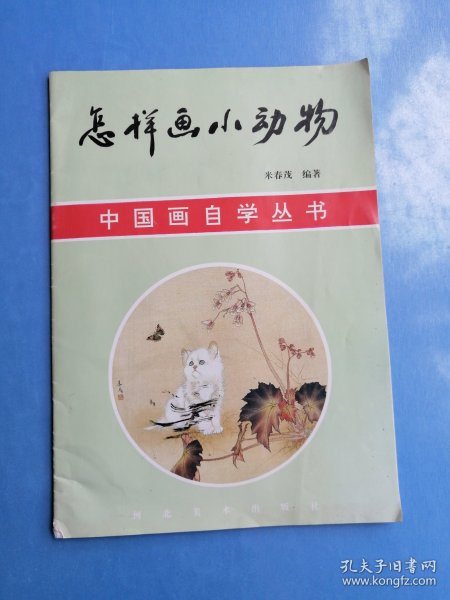 怎样画小动物
米春茂 编著
中国画自学丛书
河北美术出版社
孔夫子旧书网
www.kongfz.com